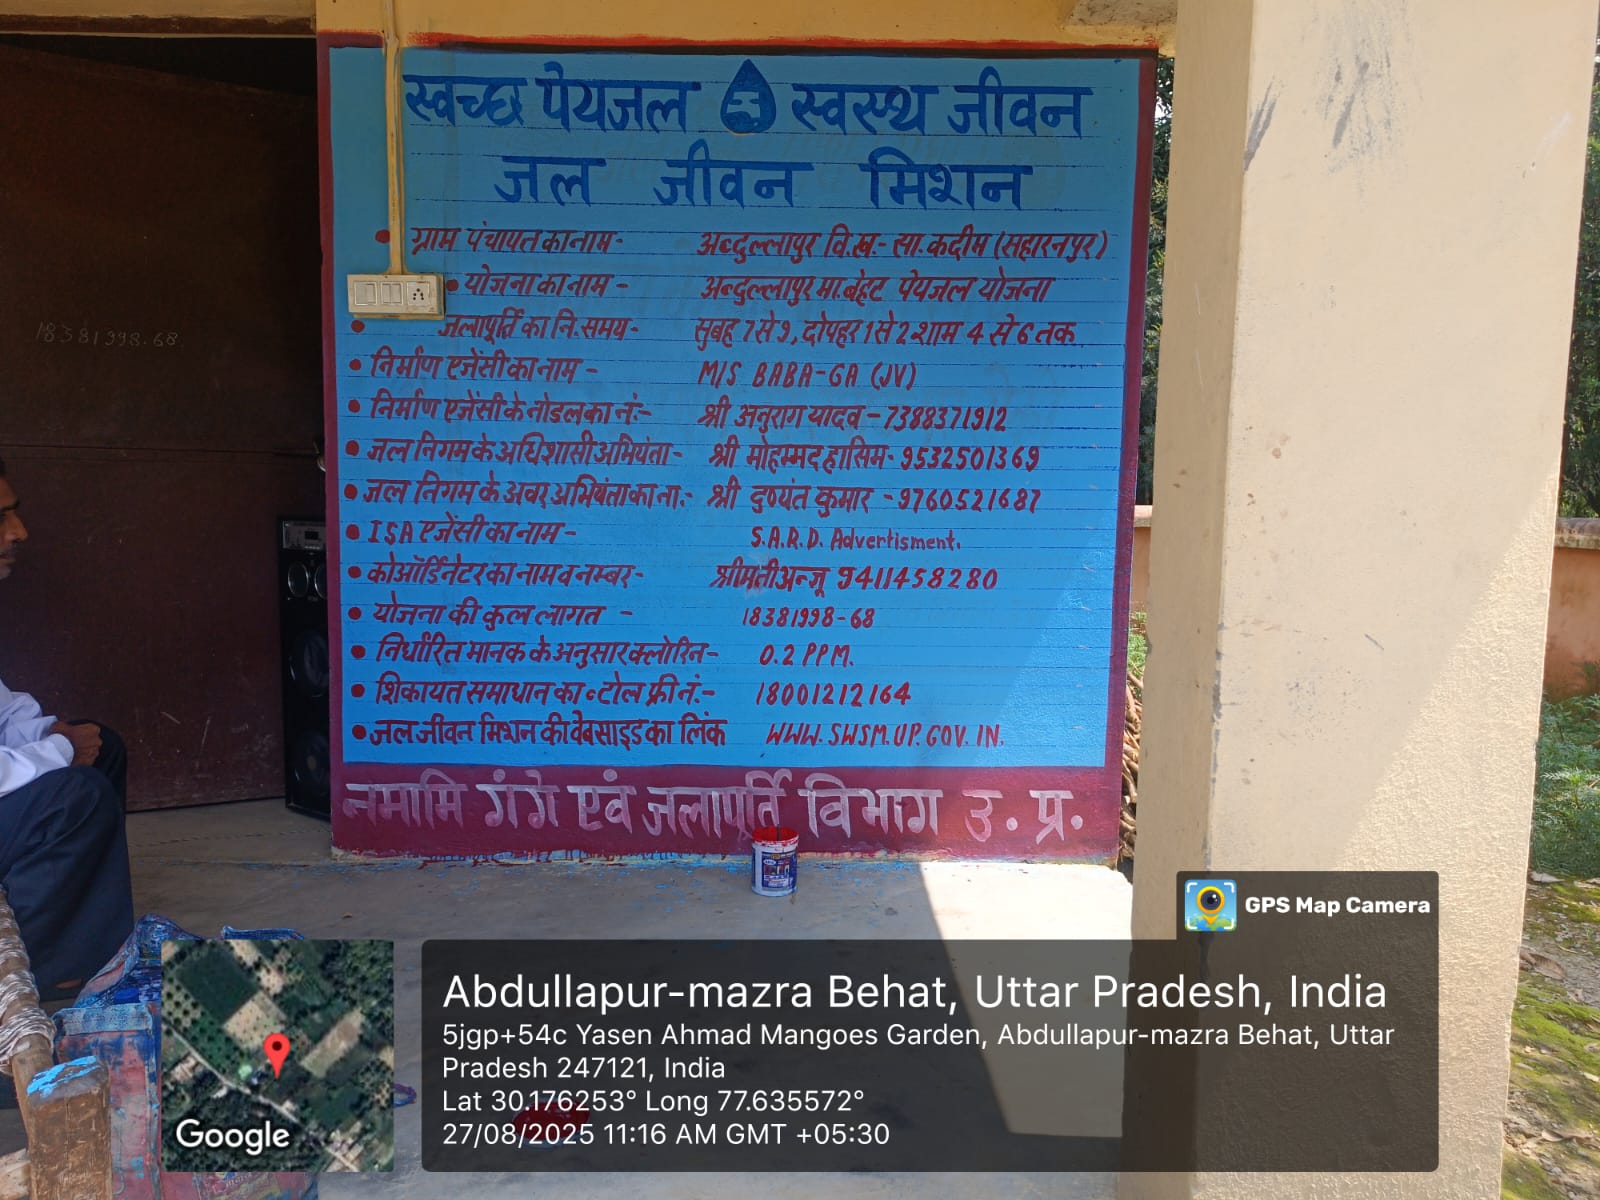 स्वच्छ पेयजल स्वस्थ जीवन
जल जीवन मिशन
• ग्राम पंचायत का नाम- अब्दुल्लापुर वि.ख.- सा.कदीम (सहारनपुर)
• योजना का नाम - अब्दुल्लापुर मा.बेहट पेयजल योजना
• जलापूर्ति का नि.समय- सुबह 7 से 9, दोपहर 1 से 2 शाम 4 से 6 तक
• निर्माण एजेंसी का नाम - M/S BABA-GA (JV)
• निर्माण एजेंसी के नोडल का नं:- श्री अनुराग यादव - 7388371912
• जल निगम के अधिशासी अभियंता- श्री मोहम्मद हासिम- 9532501369
• जल निगम के अवर अभियंता का ना.:- श्री दुष्यंत कुमार - 9760521687
• ISA एजेंसी का नाम - S.A.R.D. Advertisment.
• कोऑर्डिनेटर का नाम व नम्बर- श्रीमती अन्जू 9411458280
• योजना की कुल लागत - 18381998-68
• निर्धारित मानक के अनुसार क्लोरिन- 0.2 PPM.
• शिकायत समाधान का टोल फ्री नं:- 18001212164
• जल जीवन मिशन की वेबसाइड का लिंक WWW.SWSM.UP.GOV.IN.
नमामि गंगे एवं जलापूर्ति विभाग उ. प्र.
18381998.68.
GPS Map Camera
Abdullapur-mazra Behat, Uttar Pradesh, India
5jgp+54c Yasen Ahmad Mangoes Garden, Abdullapur-mazra Behat, Uttar
Pradesh 247121, India
Lat 30.176253° Long 77.635572°
27/08/2025 11:16 AM GMT +05:30
Google